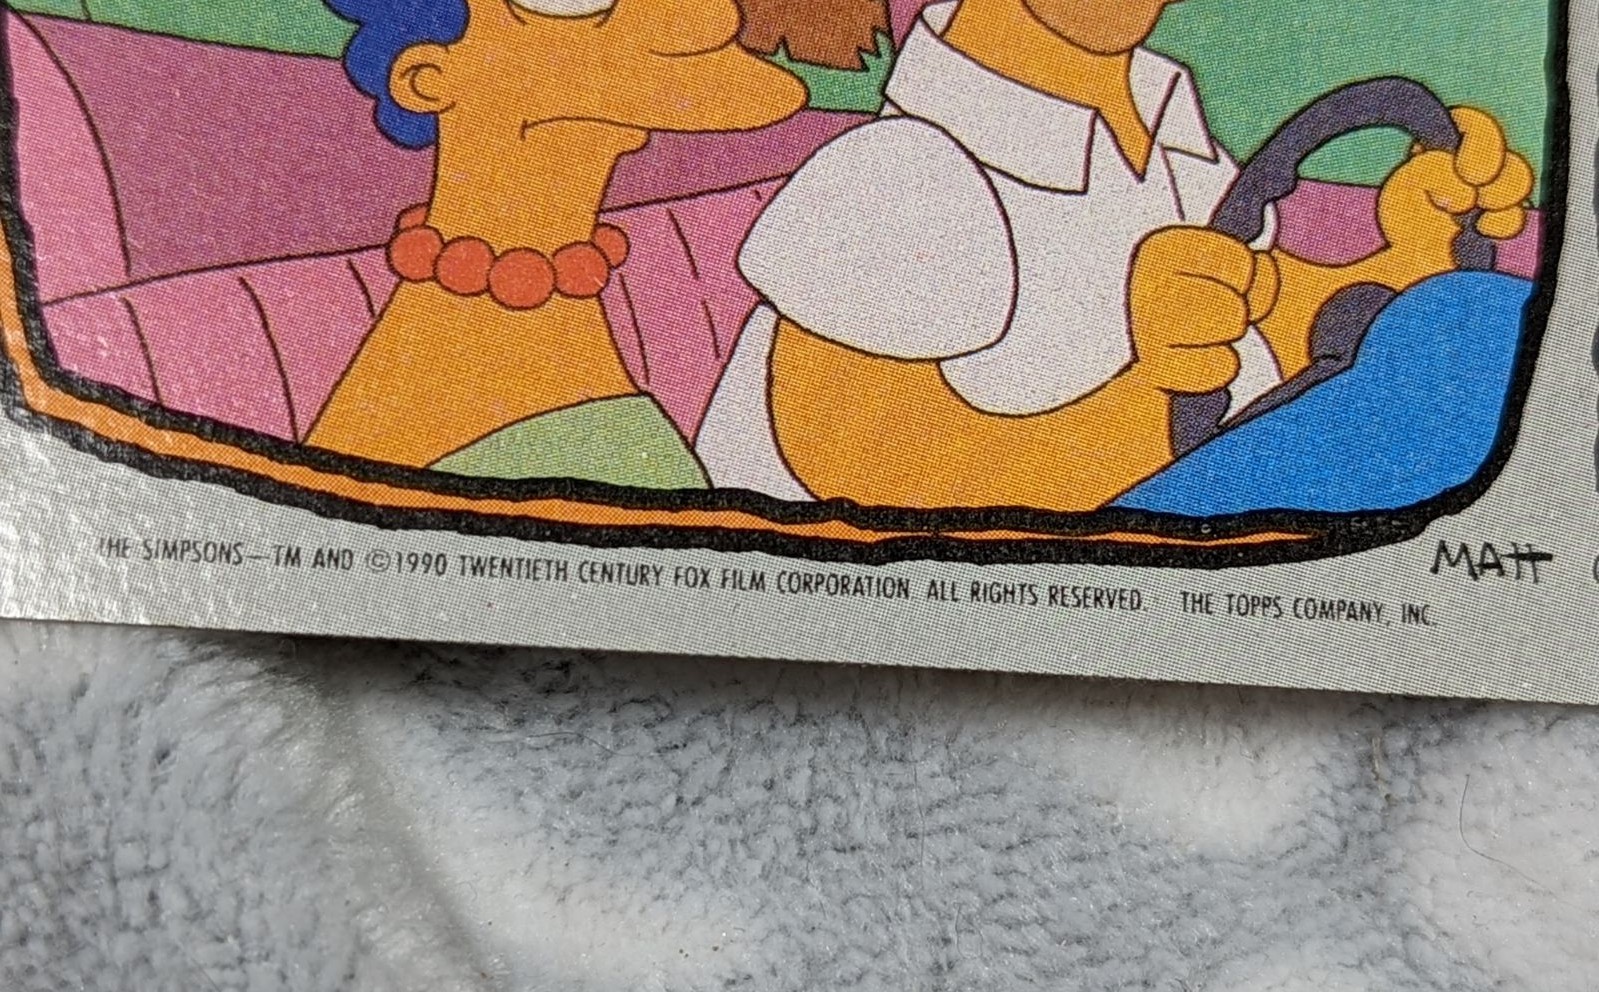 MATT
THE SIMPSONS—TM AND ©1990 TWENTIETH CENTURY FOX FILM CORPORATION. ALL RIGHTS RESERVED. THE TOPPS COMPANY, INC.